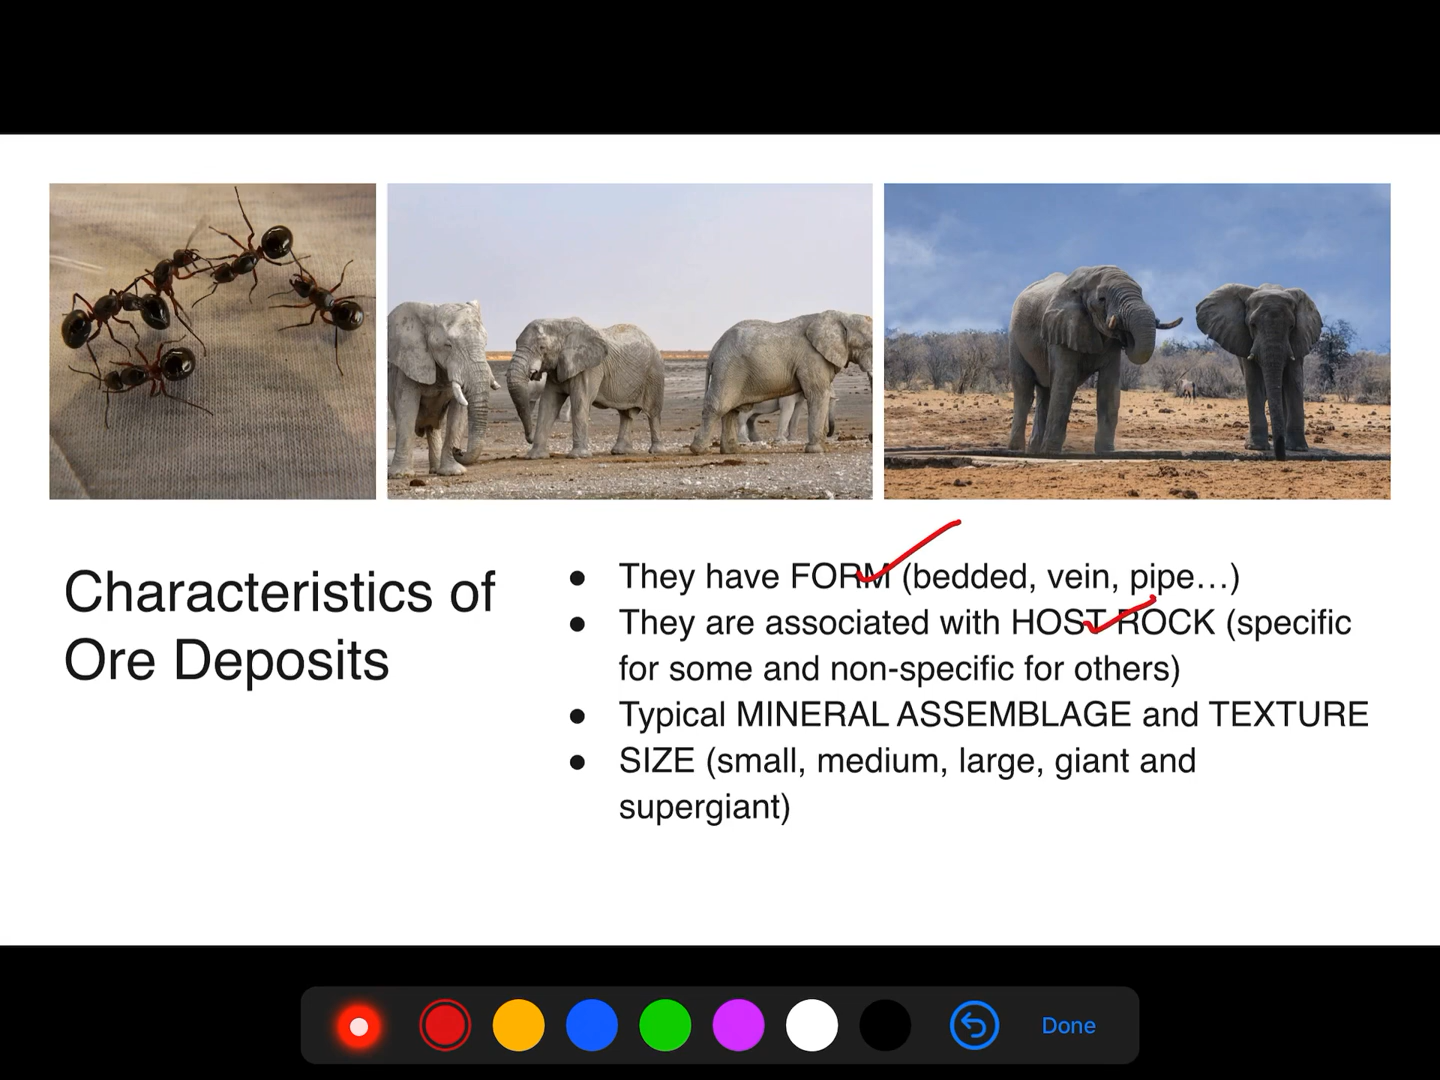 Characteristics of
Ore Deposits
● They have FORM (bedded, vein, pipe…)
● They are associated with HOST ROCK (specific
for some and non-specific for others)
● Typical MINERAL ASSEMBLAGE and TEXTURE
● SIZE (small, medium, large, giant and
supergiant)
Done